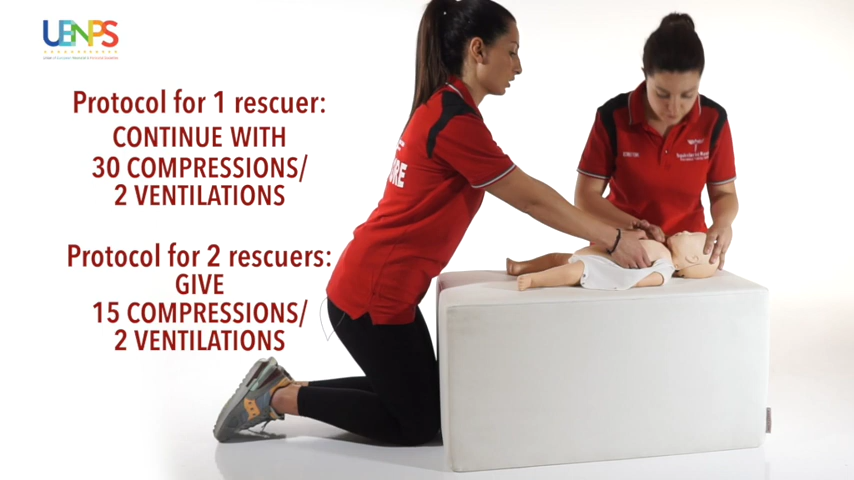 UENPS
Protocol for 1 rescuer:
CONTINUE WITH
30 COMPRESSIONS/
2 VENTILATIONS
Protocol for 2 rescuers:
GIVE
15 COMPRESSIONS/
2 VENTILATIONS